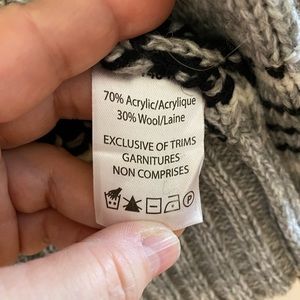 70% Acrylic/Acrylique
30% Wool/Laine
EXCLUSIVE OF TRIMS
GARNITURES
NON COMPRISES